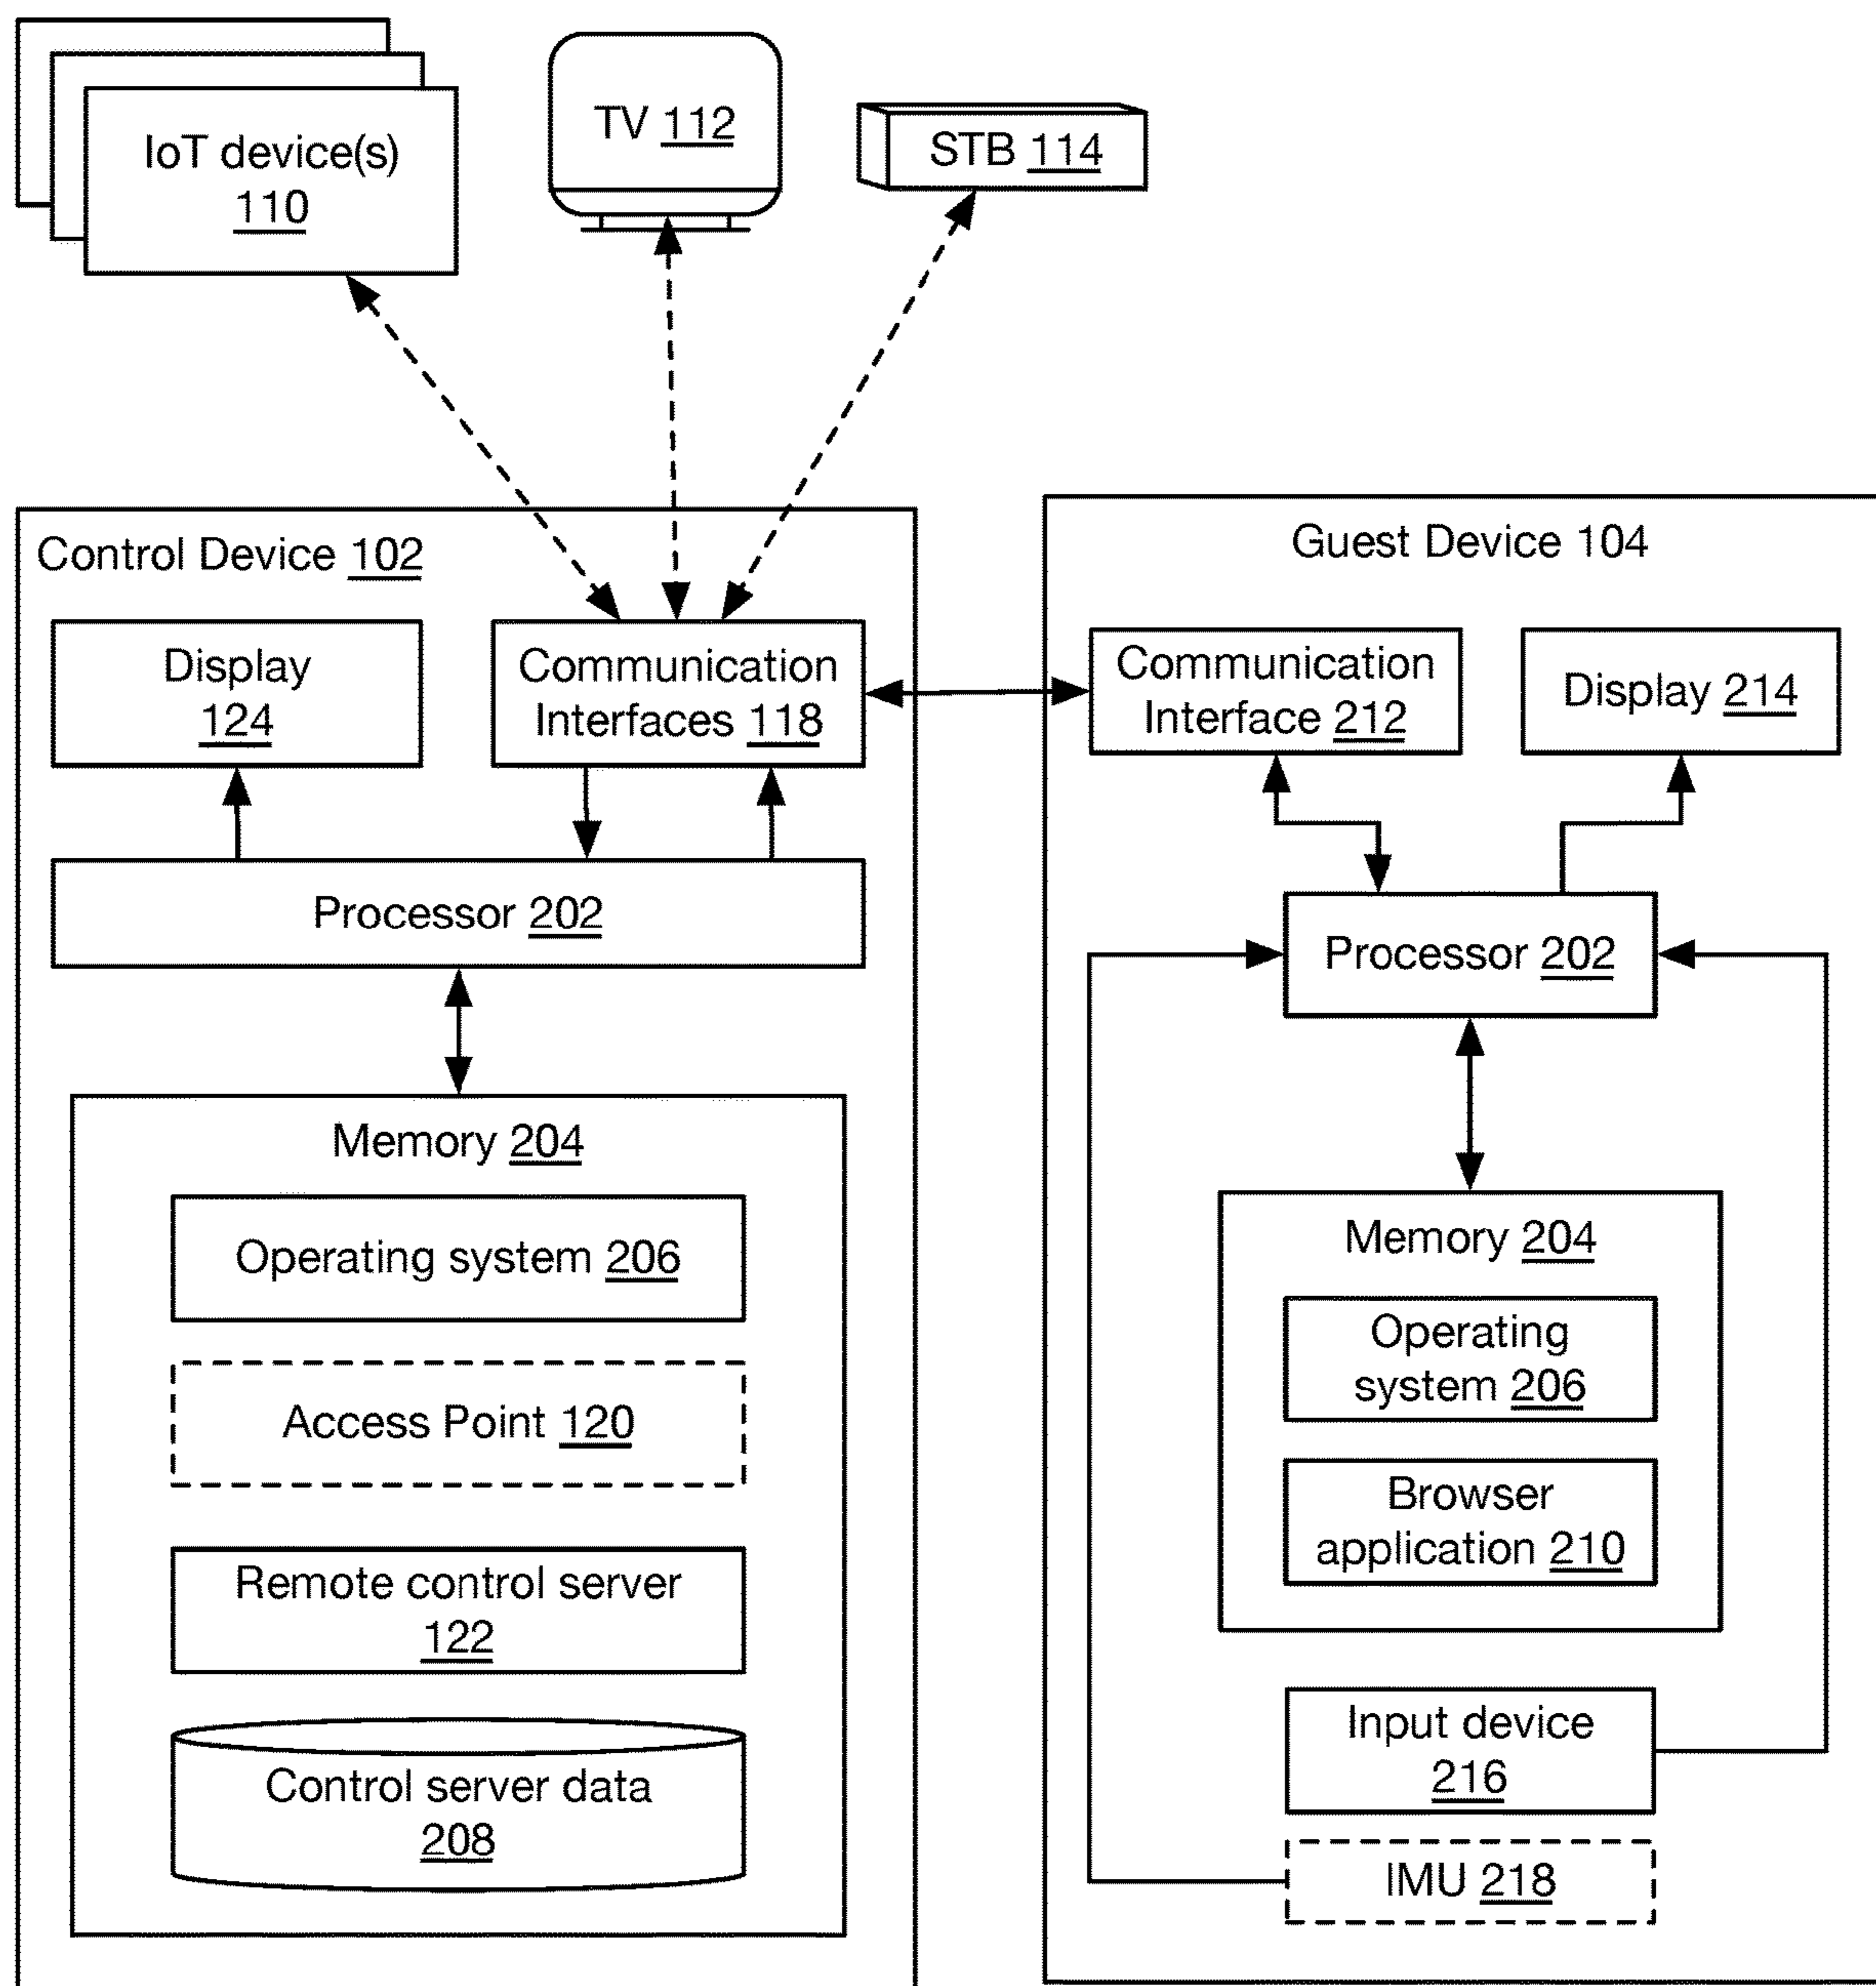 IoT device(s)
110
TV 112
STB 114
Control Device 102
Display
124
Communication
Interfaces 118
Processor 202
Memory 204
Operating system 206
Access Point 120
Remote control server
122
Control server data
208
Guest Device 104
Communication
Interface 212
Display 214
Processor 202
Memory 204
Operating
system 206
Browser
application 210
Input device
216
IMU 218